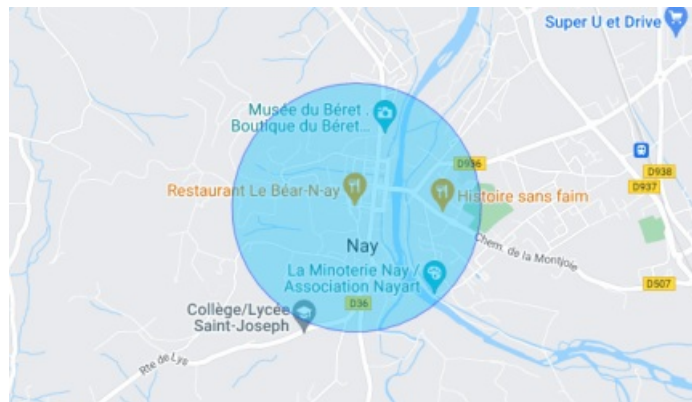 Super U et Drive
Musée du Béret .
Boutique du Béret...
D936
D938
D937
Restaurant Le Béar-N-ay
Histoire sans faim
Nay
Chem. de la Montjoie
La Minoterie Nay /
Association Nayart
D507
D36
Collège/Lycée
Saint-Joseph
Rte de Lys